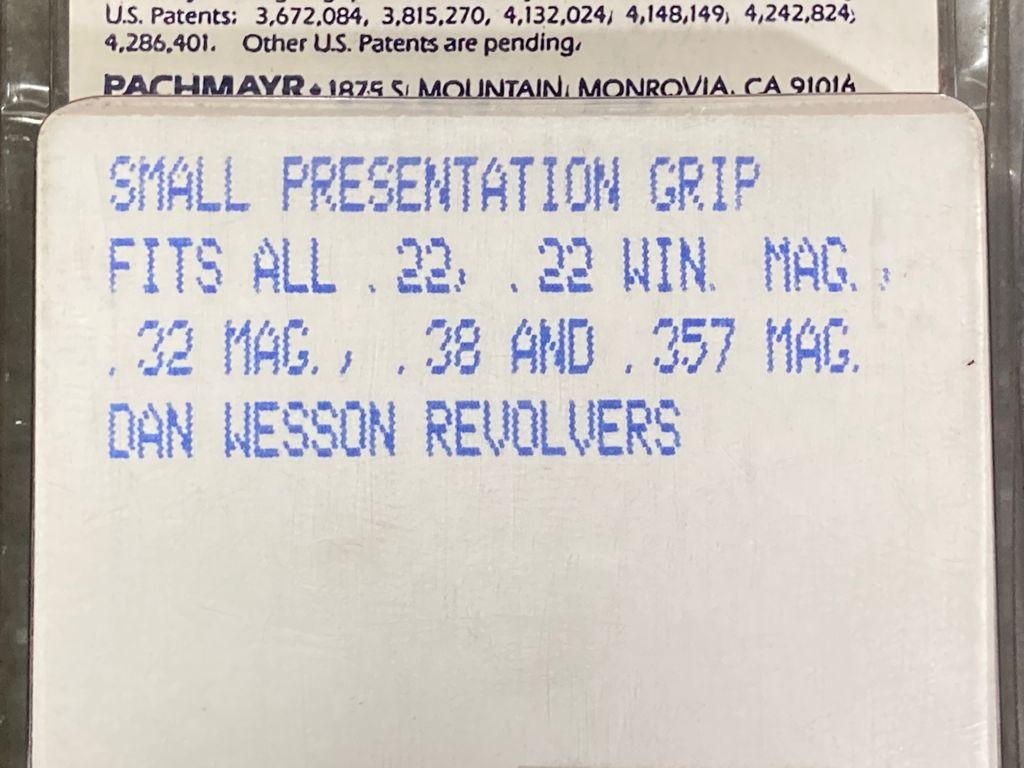 U.S. Patents: 3,672,084, 3,815,270, 4,132,024, 4,148,149, 4,242,824,
4,286,401. Other U.S. Patents are pending.
PACHMAYR • 1875 S. MOUNTAIN, MONROVIA, CA 91016
SMALL PRESENTATION GRIP
FITS ALL .22, .22 WIN. MAG.,
.32 MAG., .38 AND .357 MAG.
DAN WESSON REVOLVERS